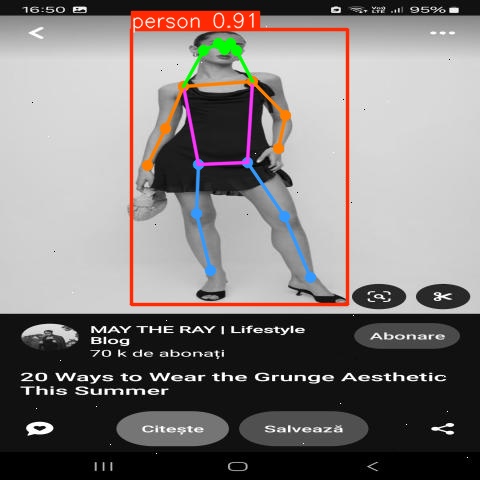 16:50
95%
person 0.91
MAY THE RAY | Lifestyle
Blog
70 k de abonați
Abonare
20 Ways to Wear the Grunge Aesthetic
This Summer
Citește
Salvează